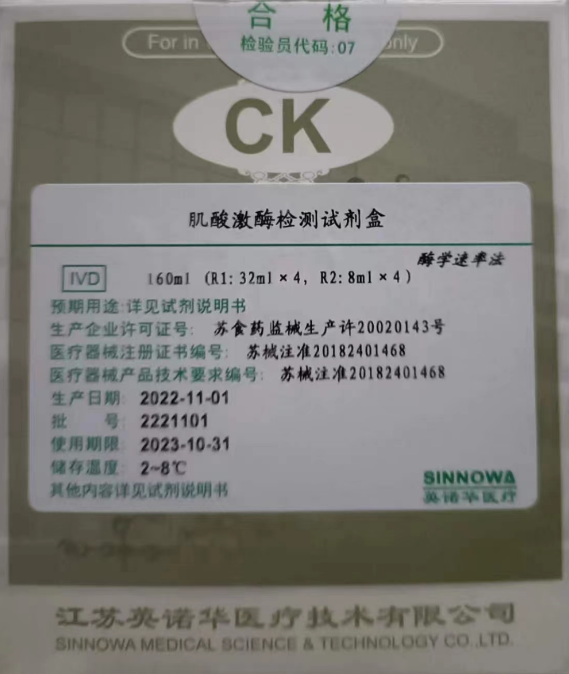 合 格
检验员代码:07
For in
only
CK
肌酸激酶检测试剂盒
酶学速率法
IVD 160ml (R1: 32ml × 4, R2: 8ml × 4)
预期用途:详见试剂说明书
生产企业许可证号: 苏食药监械生产许20020143号
医疗器械注册证书编号: 苏械注准20182401468
医疗器械产品技术要求编号: 苏械注准20182401468
生产日期: 2022-11-01
批 号: 2221101
使用期限: 2023-10-31
储存温度: 2~8℃
其他内容详见试剂说明书
SINNOWA
英诺华医疗
江苏英诺华医疗技术有限公司
SINNOWA MEDICAL SCIENCE & TECHNOLOGY CO.,LTD.